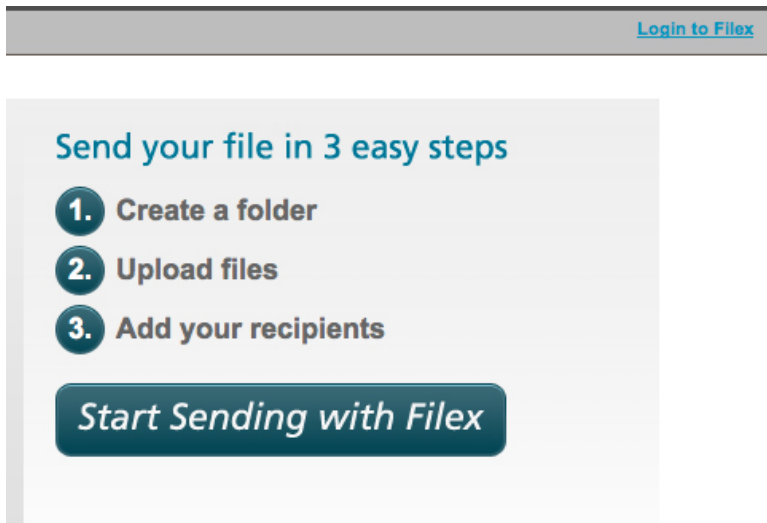 Login to Filex
Send your file in 3 easy steps
1. Create a folder
2. Upload files
3. Add your recipients
Start Sending with Filex